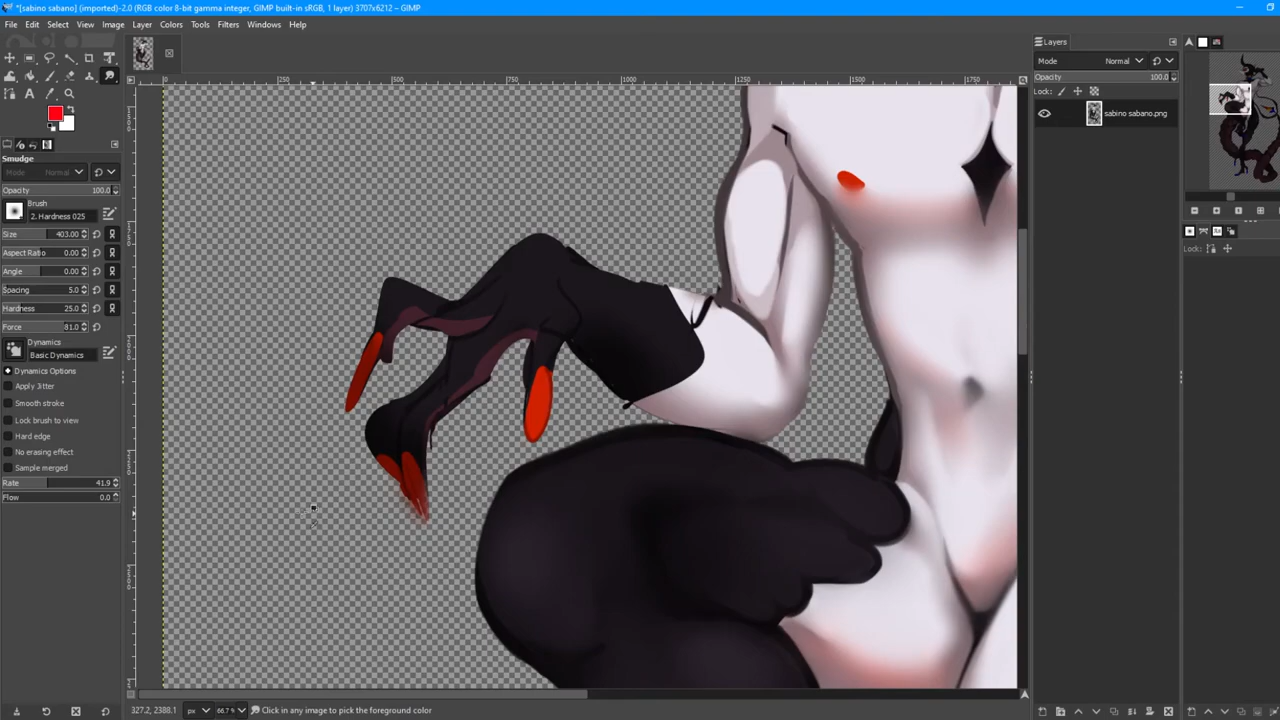 *[sabino sabano] (imported)-2.0 (RGB color 8-bit gamma integer, GIMP built-in sRGB, 1 layer) 3707x6212 – GIMP
File Edit Select View Image Layer Colors Tools Filters Windows Help
Layers
Mode Normal
Opacity 100.0
Lock:
sabino sabano.png
Smudge
Mode Normal
Opacity 100.0
Brush
2. Hardness 025
Size 403.00
Aspect Ratio 0.00
Angle 0.00
Spacing 5.0
Hardness 25.0
Force 81.0
Dynamics
Basic Dynamics
Dynamics Options
Apply Jitter
Smooth stroke
Lock brush to view
Hard edge
No erasing effect
Sample merged
Rate 41.9
Flow 0.0
250 500 750 1000 1250 1500 1750
Lock:
327.2, 2388.1 px 66.7 % Click in any image to pick the foreground color